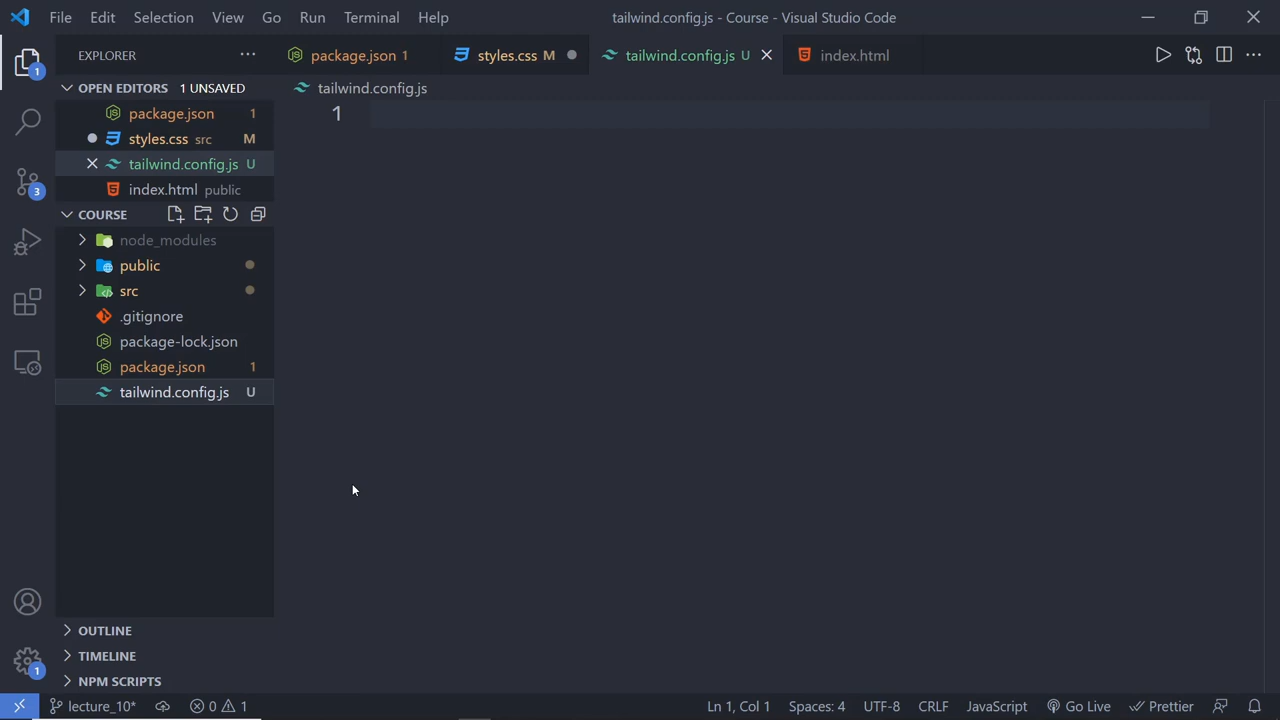 File Edit Selection View Go Run Terminal Help tailwind.config.js - Course - Visual Studio Code
EXPLORER ··· package.json 1 styles.css M tailwind.config.js U index.html ···
OPEN EDITORS 1 UNSAVED
package.json 1
styles.css src M
tailwind.config.js U
index.html public
COURSE
node_modules
public
src
.gitignore
package-lock.json
package.json 1
tailwind.config.js U
OUTLINE
TIMELINE
NPM SCRIPTS
1
3
1
tailwind.config.js
1
lecture_10* 0 1 Ln 1, Col 1 Spaces: 4 UTF-8 CRLF JavaScript Go Live Prettier